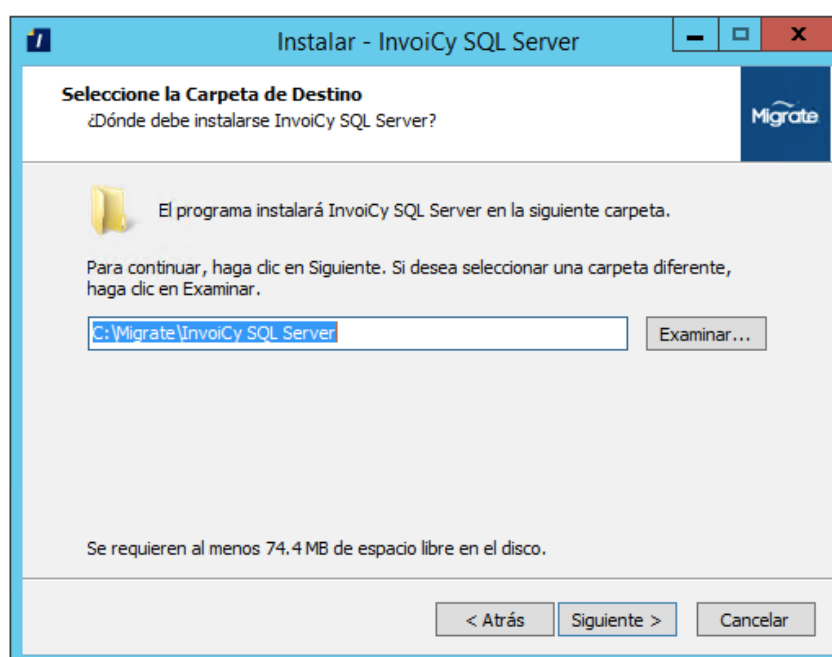 Instalar - InvoiCy SQL Server
Seleccione la Carpeta de Destino
¿Dónde debe instalarse InvoiCy SQL Server?
Migrate
El programa instalará InvoiCy SQL Server en la siguiente carpeta.
Para continuar, haga clic en Siguiente. Si desea seleccionar una carpeta diferente,
haga clic en Examinar.
C:\Migrate\InvoiCy SQL Server
Examinar...
Se requieren al menos 74.4 MB de espacio libre en el disco.
< Atrás
Siguiente >
Cancelar